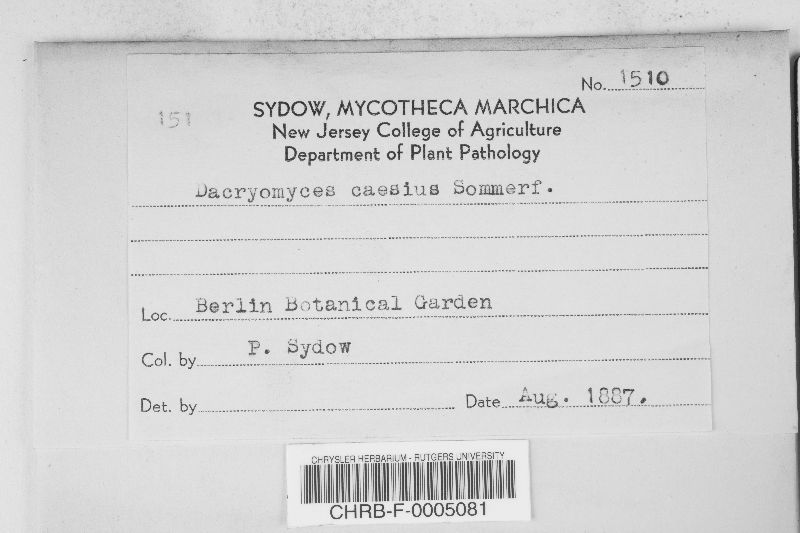 No. 1510
151
SYDOW, MYCOTHECA MARCHICA
New Jersey College of Agriculture
Department of Plant Pathology
Dacryomyces caesius Sommerf.
Loc. Berlin Botanical Garden
Col. by P. Sydow
Det. by Date Aug. 1887.
CHRYSLER HERBARIUM - RUTGERS UNIVERSITY
CHRB-F-0005081